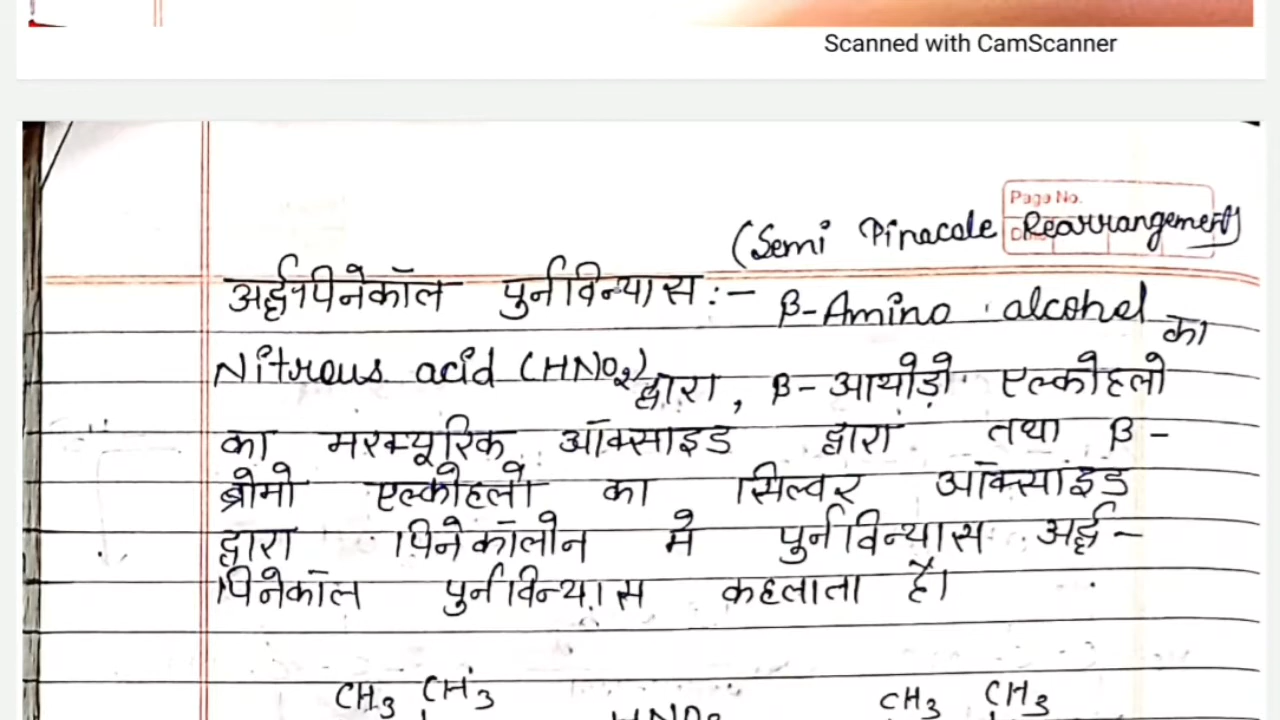 Scanned with CamScanner
Page No.
(Semi Pinacole Rearrangement)
अर्द्धपिनेकॉल पुर्नविन्यास :- β-Amino alcohol का
Nitrous acid (HNO2) द्वारा, β-आयोडो एल्कोहलो
का मरक्यूरिक ऑक्साइड द्वारा तथा β-
ब्रोमो एल्कोहलो का सिल्वर ऑक्साइड
द्वारा पिनेकॉलोन मे पुर्नविन्यास अर्द्ध-
पिनेकॉल पुर्नविन्यास कहलाता है।
CH3 CH3 HNO2 CH3 CH3